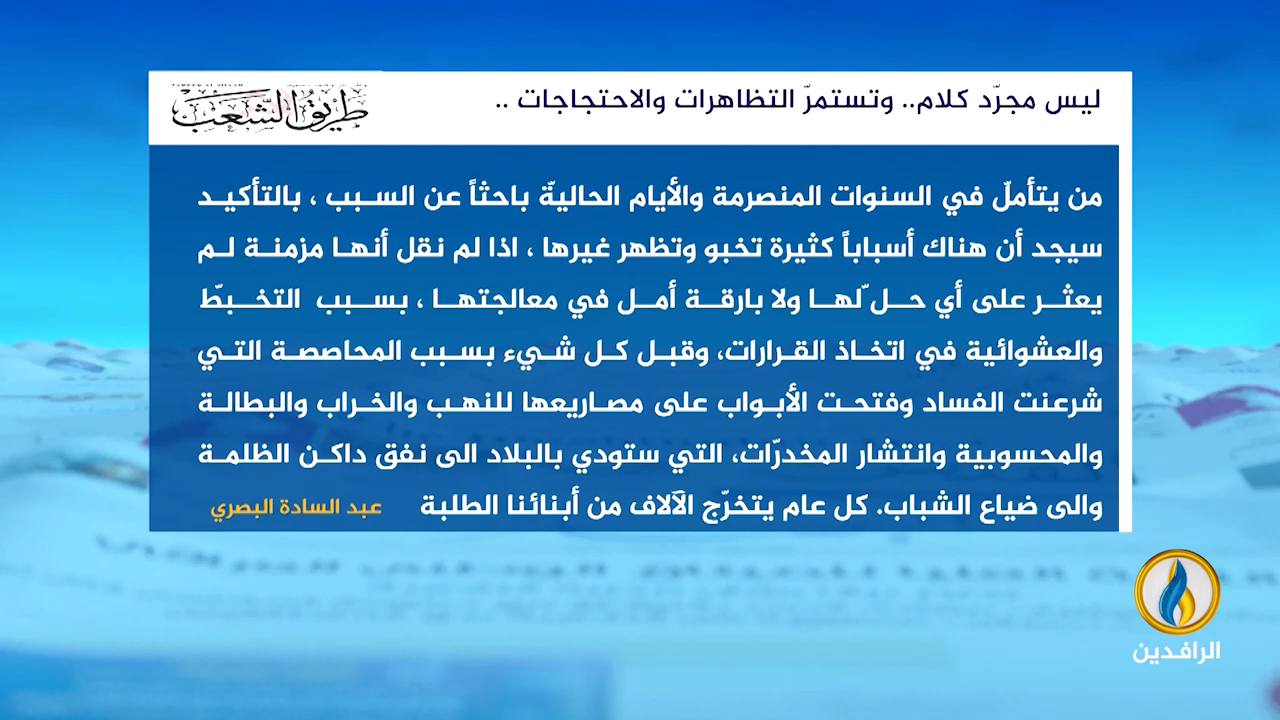 ليس مجرّد كلام.. وتستمرّ التظاهرات والاحتجاجات ..
طريق الشعب
من يتأملّ في السنوات المنصرمة والأيام الحاليةّ باحثاً عن السبب ، بالتأكيد
سيجد أن هناك أسباباً كثيرة تخبو وتظهر غيرها ، اذا لم نقل أنها مزمنة لم
يعثر على أي حل ّلها ولا بارقة أمل في معالجتها ، بسبب التخبطّ
والعشوائية في اتخاذ القرارات، وقبل كل شيء بسبب المحاصصة التي
شرعنت الفساد وفتحت الأبواب على مصاريعها للنهب والخراب والبطالة
والمحسوبية وانتشار المخدرّات، التي ستودي بالبلاد الى نفق داكن الظلمة
والى ضياع الشباب. كل عام يتخرّج الآلاف من أبنائنا الطلبة
عبد السادة البصري
الرافدين